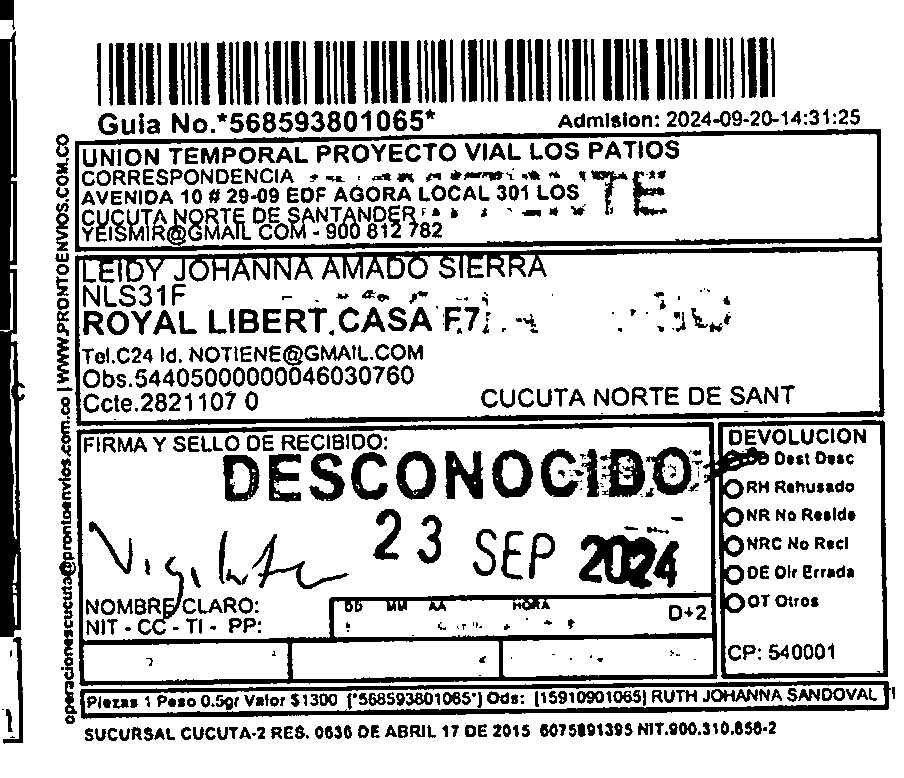 Guia No.*568593801065*
Admision: 2024-09-20-14:31:25
UNION TEMPORAL PROYECTO VIAL LOS PATIOS
CORRESPONDENCIA
AVENIDA 10 # 29-09 EDF AGORA LOCAL 301 LOS
CUCUTA NORTE DE SANTANDER
YEISMIR@GMAIL COM - 900 812 782
LEIDY JOHANNA AMADO SIERRA
NLS31F
ROYAL LIBERT,CASA F7
Tel.C24 Id. NOTIENE@GMAIL.COM
Obs.544050000000046030760
Ccte.2821107 0
CUCUTA NORTE DE SANT
FIRMA Y SELLO DE RECIBIDO:
DESCONOCIDO
23 SEP 2024
Vigilante
NOMBRE CLARO:
NIT - CC - TI - PP:
DD MM AA HORA
D+2
DEVOLUCION
DD Dest Desc
RH Rehusado
NR No Reside
NRC No Recl
DE Dir Errada
OT Otros
CP: 540001
Piezas 1 Peso 0.5gr Valor $1300 [*568593801065*] Ods: [15910901065] RUTH JOHANNA SANDOVAL
SUCURSAL CUCUTA-2 RES. 0636 DE ABRIL 17 DE 2015 6075891395 NIT.900.310.856-2
operacionescucuta@prontoenvios.com.co | WWW.PRONTOENVIOS.COM.CO